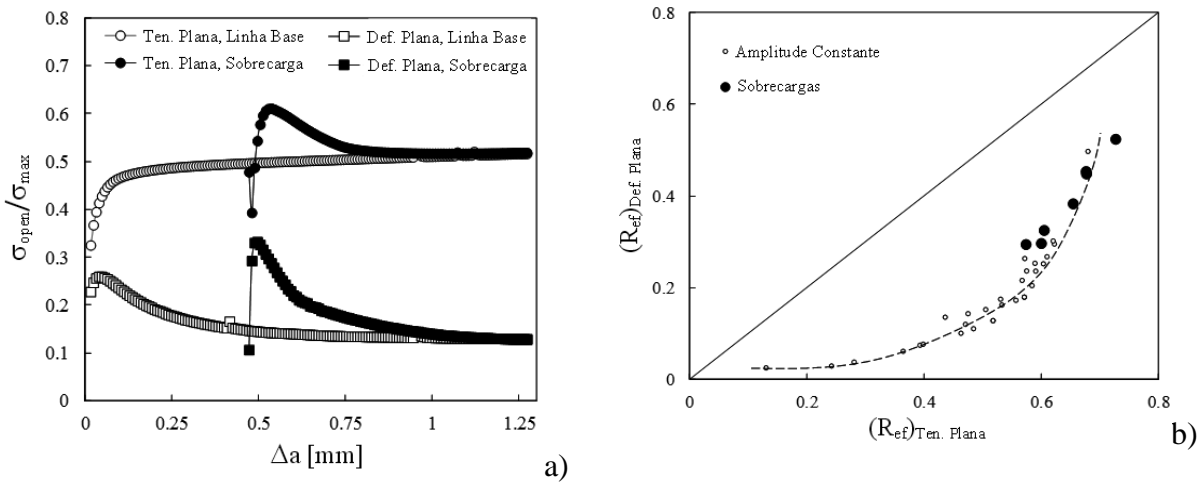 0.8
0.7
0.6
0.5
0.4
0.3
0.2
0.1
0
σopen/σmax
Ten. Plana, Linha Base
Def. Plana, Linha Base
Ten. Plana, Sobrecarga
Def. Plana, Sobrecarga
0 0.25 0.5 0.75 1 1.25
Δa [mm]
a)
0.8
0.6
0.4
0.2
0
(Ref)Def. Plana
Amplitude Constante
Sobrecargas
0 0.2 0.4 0.6 0.8
(Ref)Ten. Plana
b)